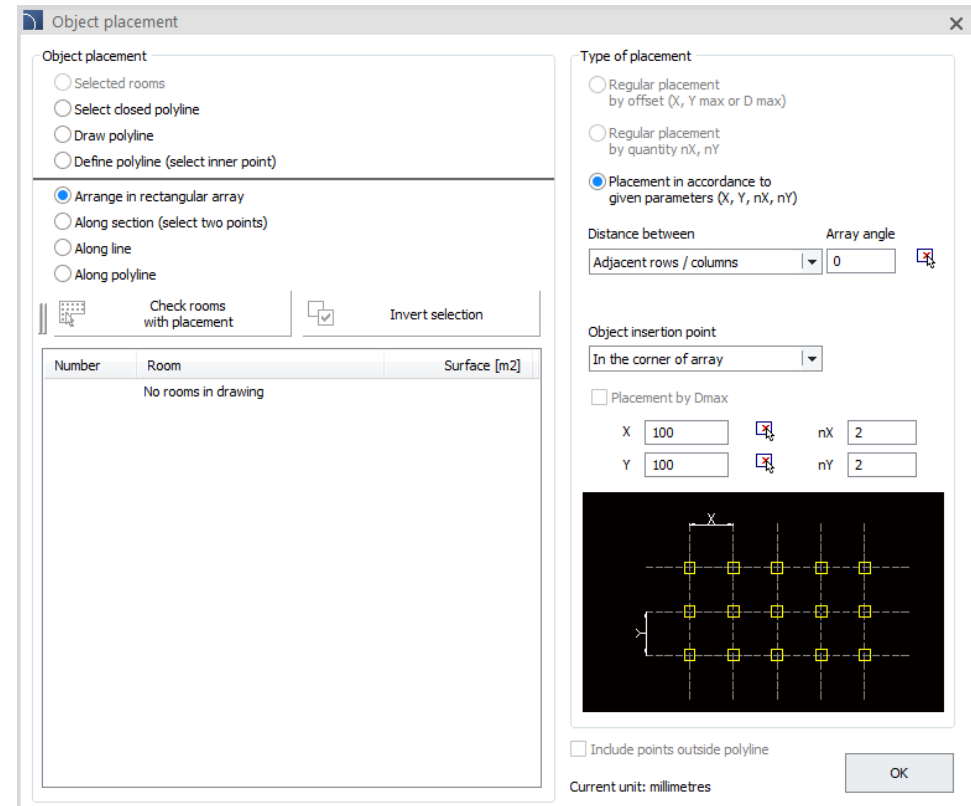 Object placement
Object placement
Selected rooms
Select closed polyline
Draw polyline
Define polyline (select inner point)
Arrange in rectangular array
Along section (select two points)
Along line
Along polyline
Check rooms
with placement
Invert selection
Number Room Surface [m2]
No rooms in drawing
Type of placement
Regular placement
by offset (X, Y max or D max)
Regular placement
by quantity nX, nY
Placement in accordance to
given parameters (X, Y, nX, nY)
Distance between Array angle
Adjacent rows / columns 0
Object insertion point
In the corner of array
Placement by Dmax
X 100 nX 2
Y 100 nY 2
X
Y
Include points outside polyline
Current unit: millimetres
OK